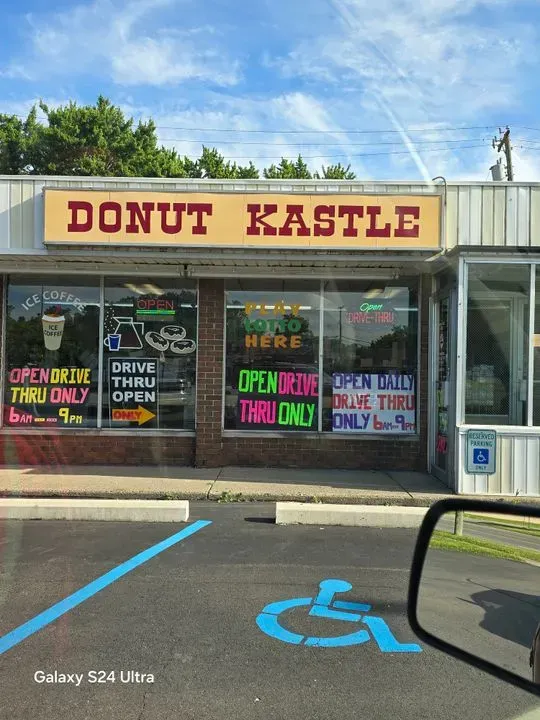 DONUT KASTLE
ICE COFFEE
ICE
COFFEE
OPEN
PLAY
LOTTO
HERE
Open
DRIVE-THRU
OPEN DRIVE
THRU ONLY
6AM--- 9PM
DRIVE
THRU
OPEN
ONLY
OPEN DRIVE
THRU ONLY
OPEN DAILY
DRIVE THRU
ONLY 6AM--9PM
RESERVED
PARKING
ONLY
Galaxy S24 Ultra